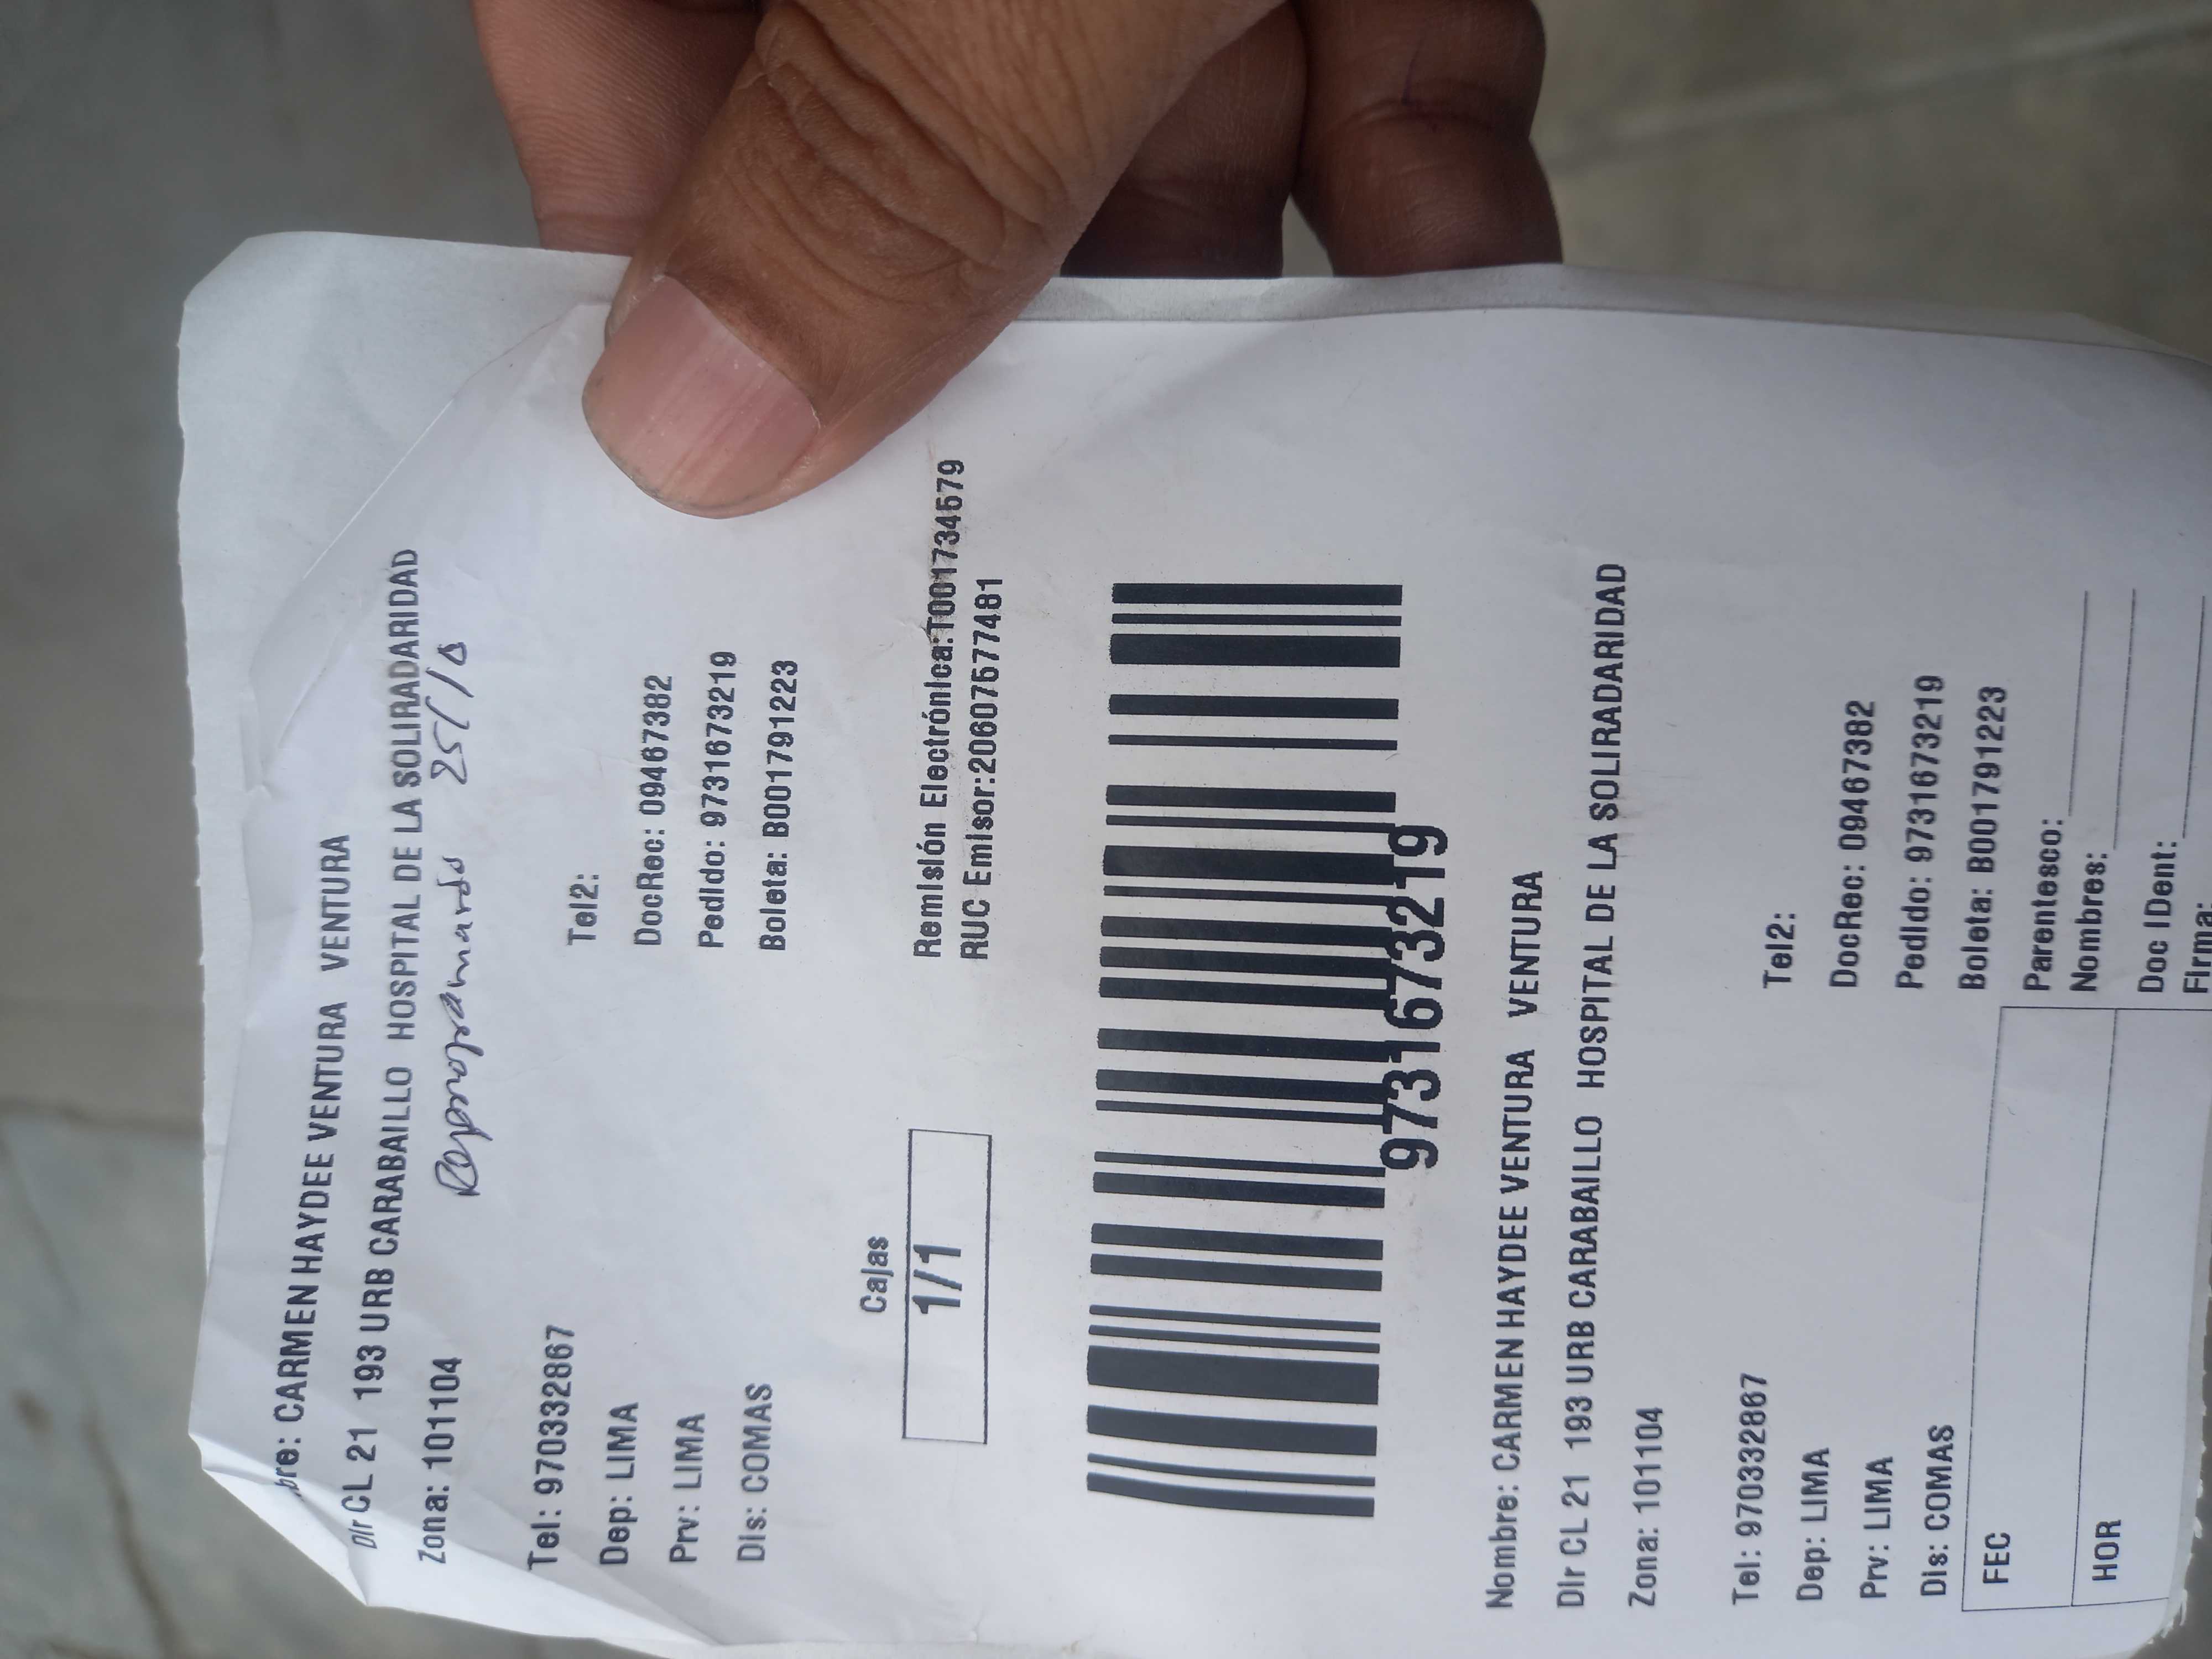 bre: CARMEN HAYDEE VENTURA VENTURA
Dir CL 21 193 URB CARABAILLO HOSPITAL DE LA SOLIRADARIDAD
Zona: 101104 Reprogramado
Tel: 970332867 Tel2:
Dep: LIMA DocRec: 09467382
Prv: LIMA Pedido: 9731673219
Dis: COMAS Boleta: B001791223
Cajas
1/1
Remisión Electrónica:T001734579
RUC Emisor:20607577481
9731673219
Nombre: CARMEN HAYDEE VENTURA VENTURA
Dir CL 21 193 URB CARABAILLO HOSPITAL DE LA SOLIRADARIDAD
Zona: 101104
Tel: 970332867 Tel2:
Dep: LIMA DocRec: 09467382
Prv: LIMA Pedido: 9731673219
Dis: COMAS Boleta: B001791223
FEC Parentesco:
Nombres:
HOR Doc IDent:
Firma: